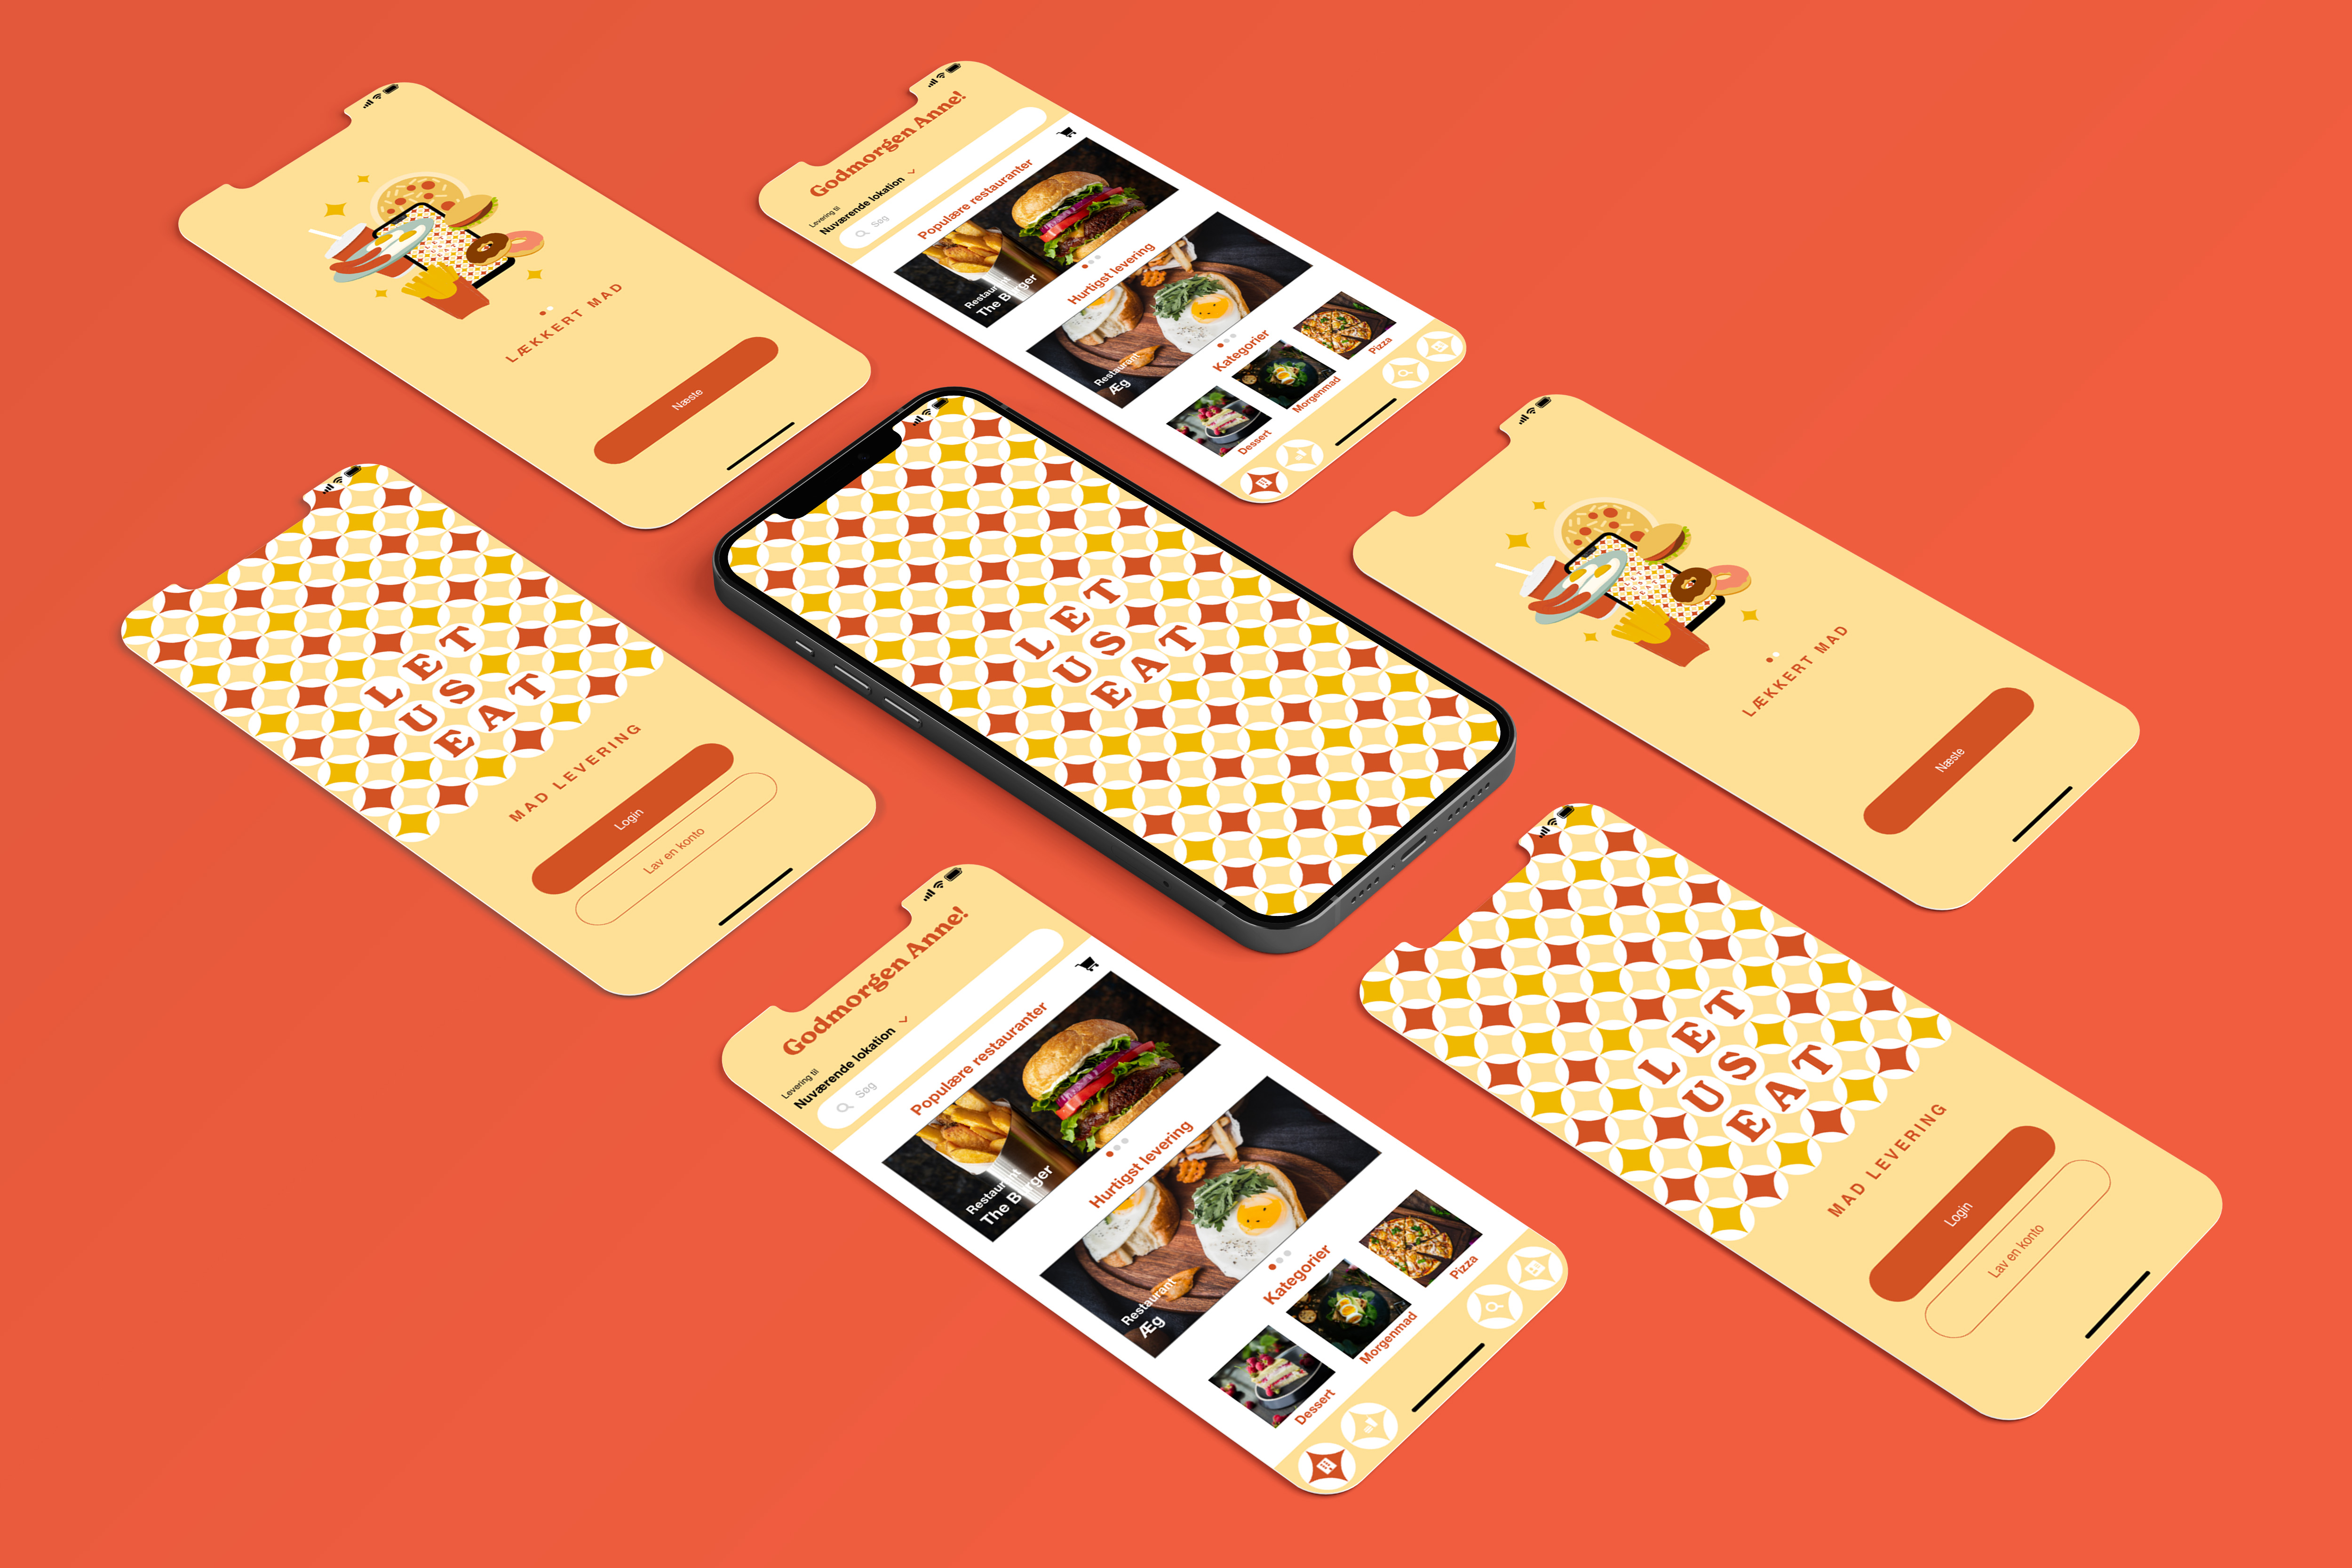 LÆKKERT MAD
Næste
Godmorgen Anne!
Levering til
Nuværende lokation
Søg
Populære restauranter
Restaurant
The Burger
Hurtigst levering
Restaurant
Æg
Kategorier
Dessert
Morgenmad
Pizza
LET
US
EAT
MAD LEVERING
Login
Lav en konto
LET
US
EAT
LÆKKERT MAD
Næste
Godmorgen Anne!
Levering til
Nuværende lokation
Søg
Populære restauranter
Restaurant
The Burger
Hurtigst levering
Restaurant
Æg
Kategorier
Dessert
Morgenmad
Pizza
LET
US
EAT
MAD LEVERING
Login
Lav en konto